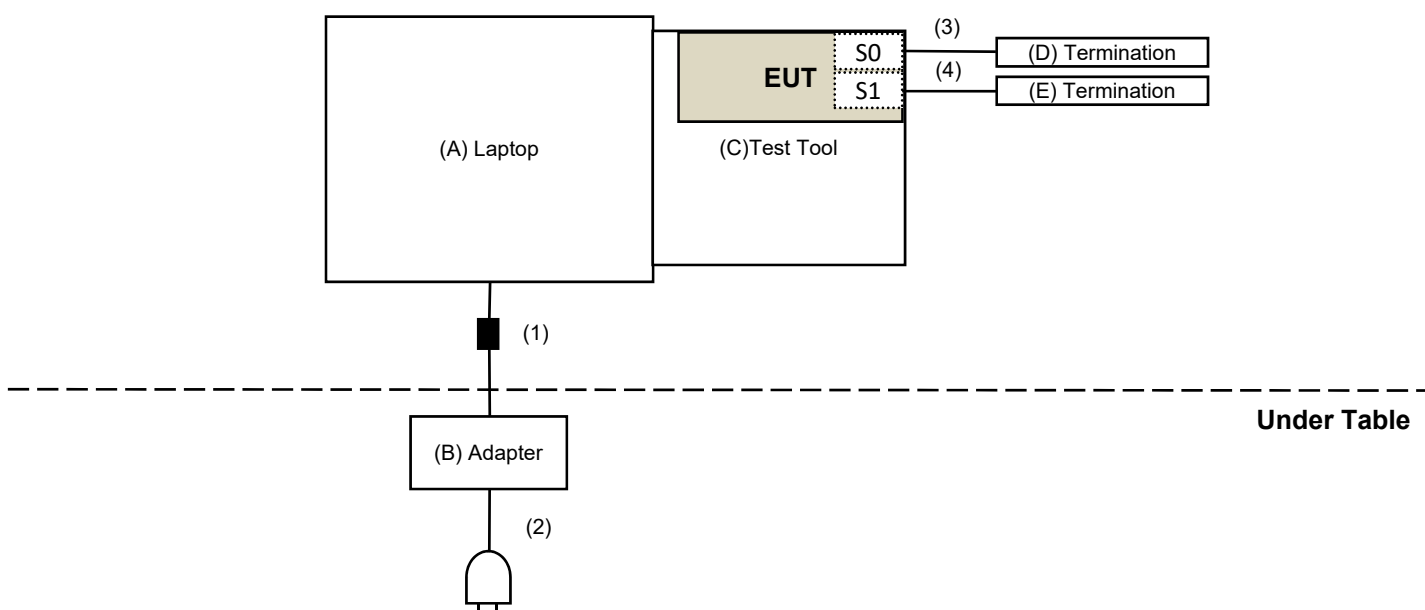 (3)
S0
(D) Termination
EUT
(4)
S1
(E) Termination
(A) Laptop
(C)Test Tool
(1)
Under Table
(B) Adapter
(2)